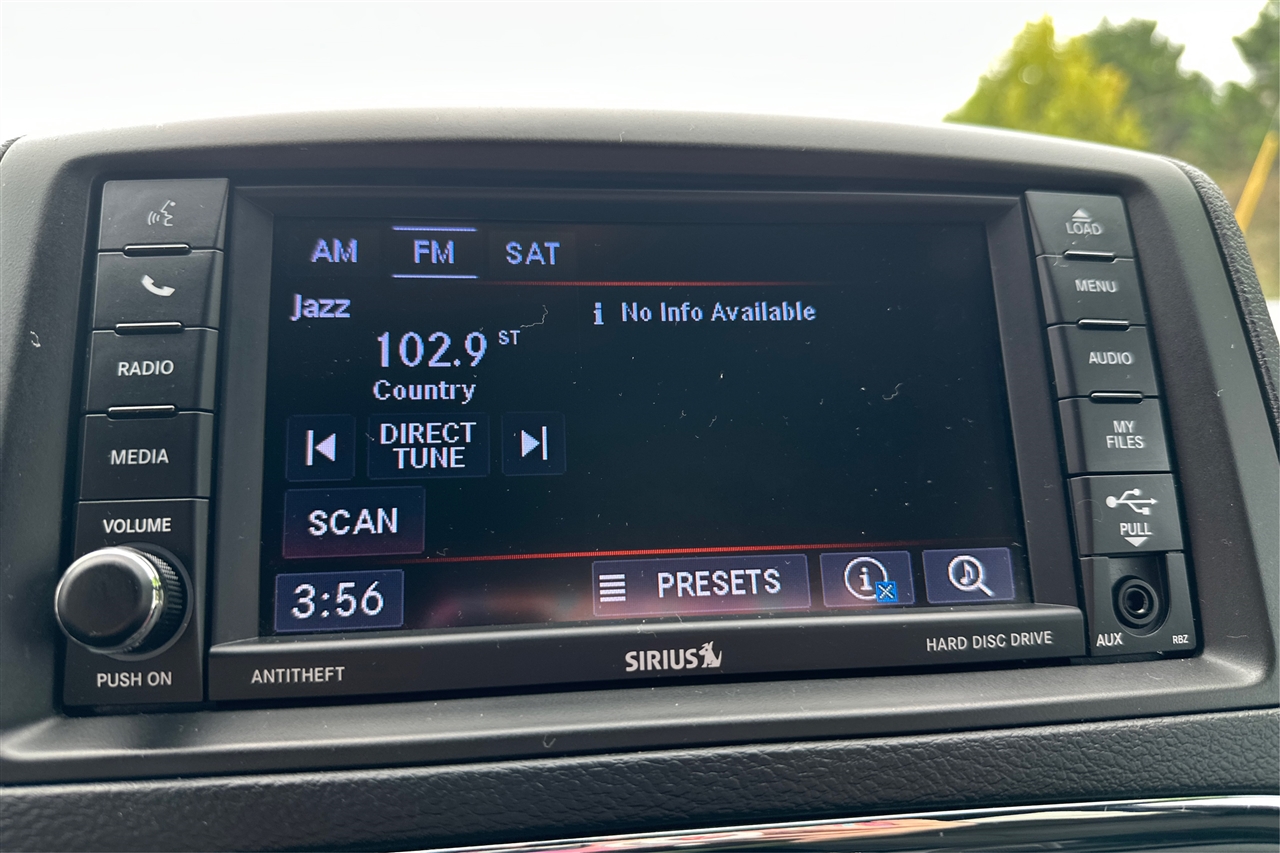 AM FM SAT
Jazz
i No Info Available
102.9 ST
Country
DIRECT
TUNE
SCAN
3:56
PRESETS
i
RADIO
MEDIA
VOLUME
PUSH ON
LOAD
MENU
AUDIO
MY
FILES
PULL
AUX
RBZ
ANTITHEFT
SIRIUS
HARD DISC DRIVE